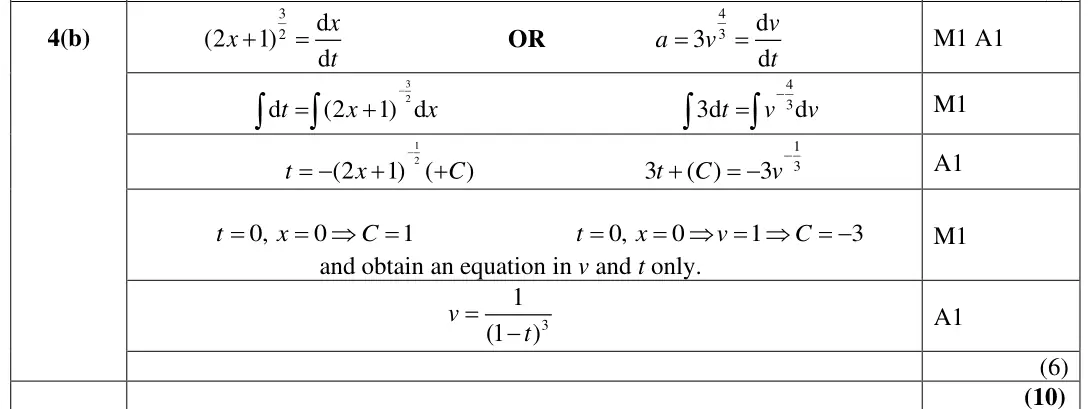 4(b) (2x+1)^{3/2} = dx/dt OR a = 3v^{4/3} = dv/dt M1 A1
∫dt = ∫(2x+1)^{-3/2} dx ∫3dt = ∫v^{-4/3} dv M1
t = −(2x+1)^{-1/2} (+C) 3t + (C) = −3v^{-1/3} A1
t = 0, x = 0 ⇒ C = 1 t = 0, x = 0 ⇒ v = 1 ⇒ C = −3 M1
and obtain an equation in v and t only.
v = 1/(1−t)^3 A1
(6)
(10)